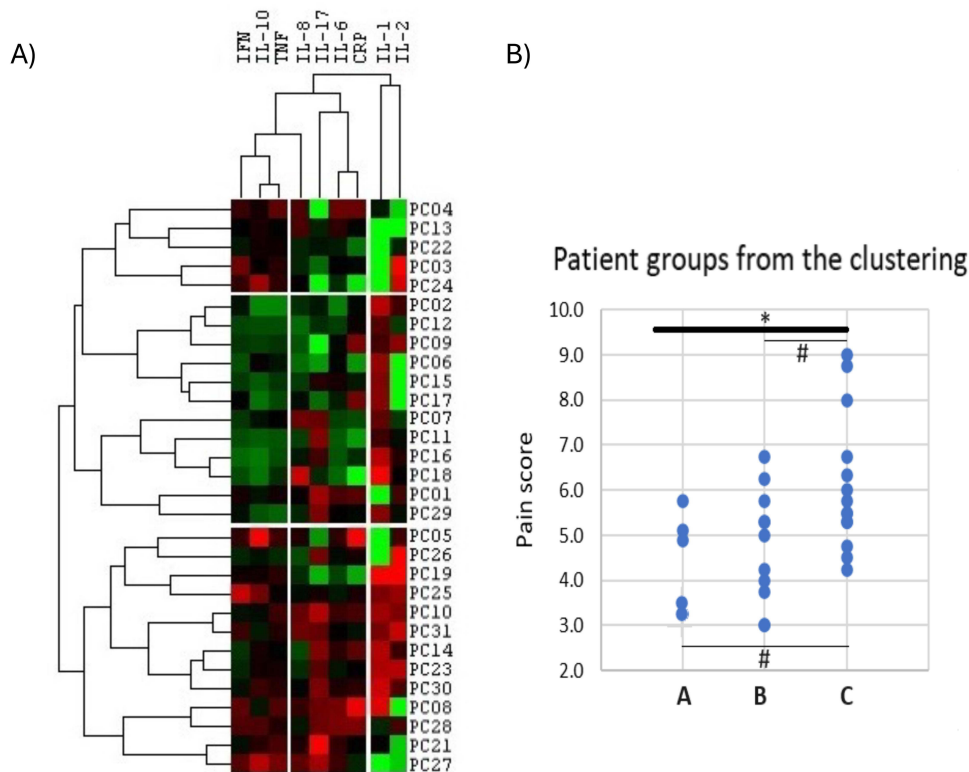 A)
IFN
IL-10
TNF
IL-8
IL-17
IL-6
CRP
IL-1
IL-2
PC04
PC13
PC22
PC03
PC24
PC02
PC12
PC09
PC06
PC15
PC17
PC07
PC11
PC16
PC18
PC01
PC29
PC05
PC26
PC19
PC25
PC10
PC31
PC14
PC23
PC30
PC08
PC28
PC21
PC27
B)
Patient groups from the clustering
Pain score
10.0
9.0
8.0
7.0
6.0
5.0
4.0
3.0
2.0
*
#
#
A B C